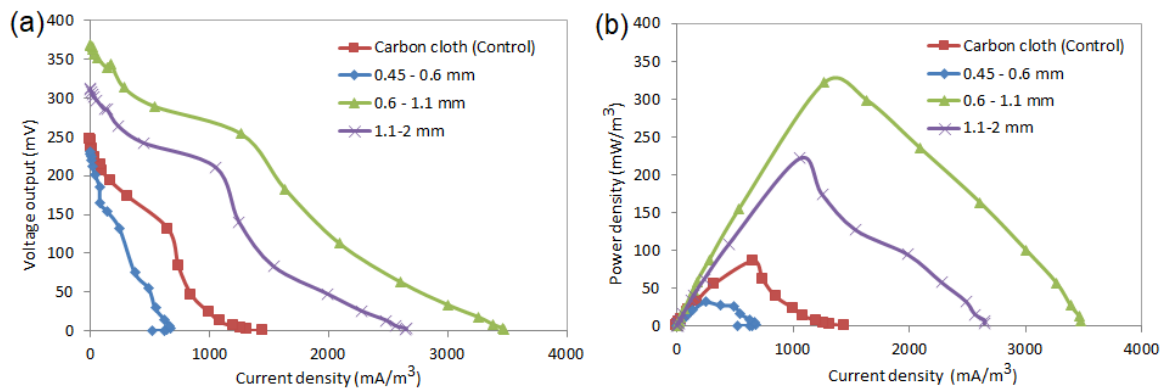 (a)
400
350
300
250
200
150
100
50
0
Voltage output (mV)
Carbon cloth (Control)
0.45 - 0.6 mm
0.6 - 1.1 mm
1.1-2 mm
0
1000
2000
3000
4000
Current density (mA/m³)
(b)
400
350
300
250
200
150
100
50
0
Power density (mW/m³)
Carbon cloth (Control)
0.45 - 0.6 mm
0.6 - 1.1 mm
1.1-2 mm
0
1000
2000
3000
4000
Current density (mA/m³)